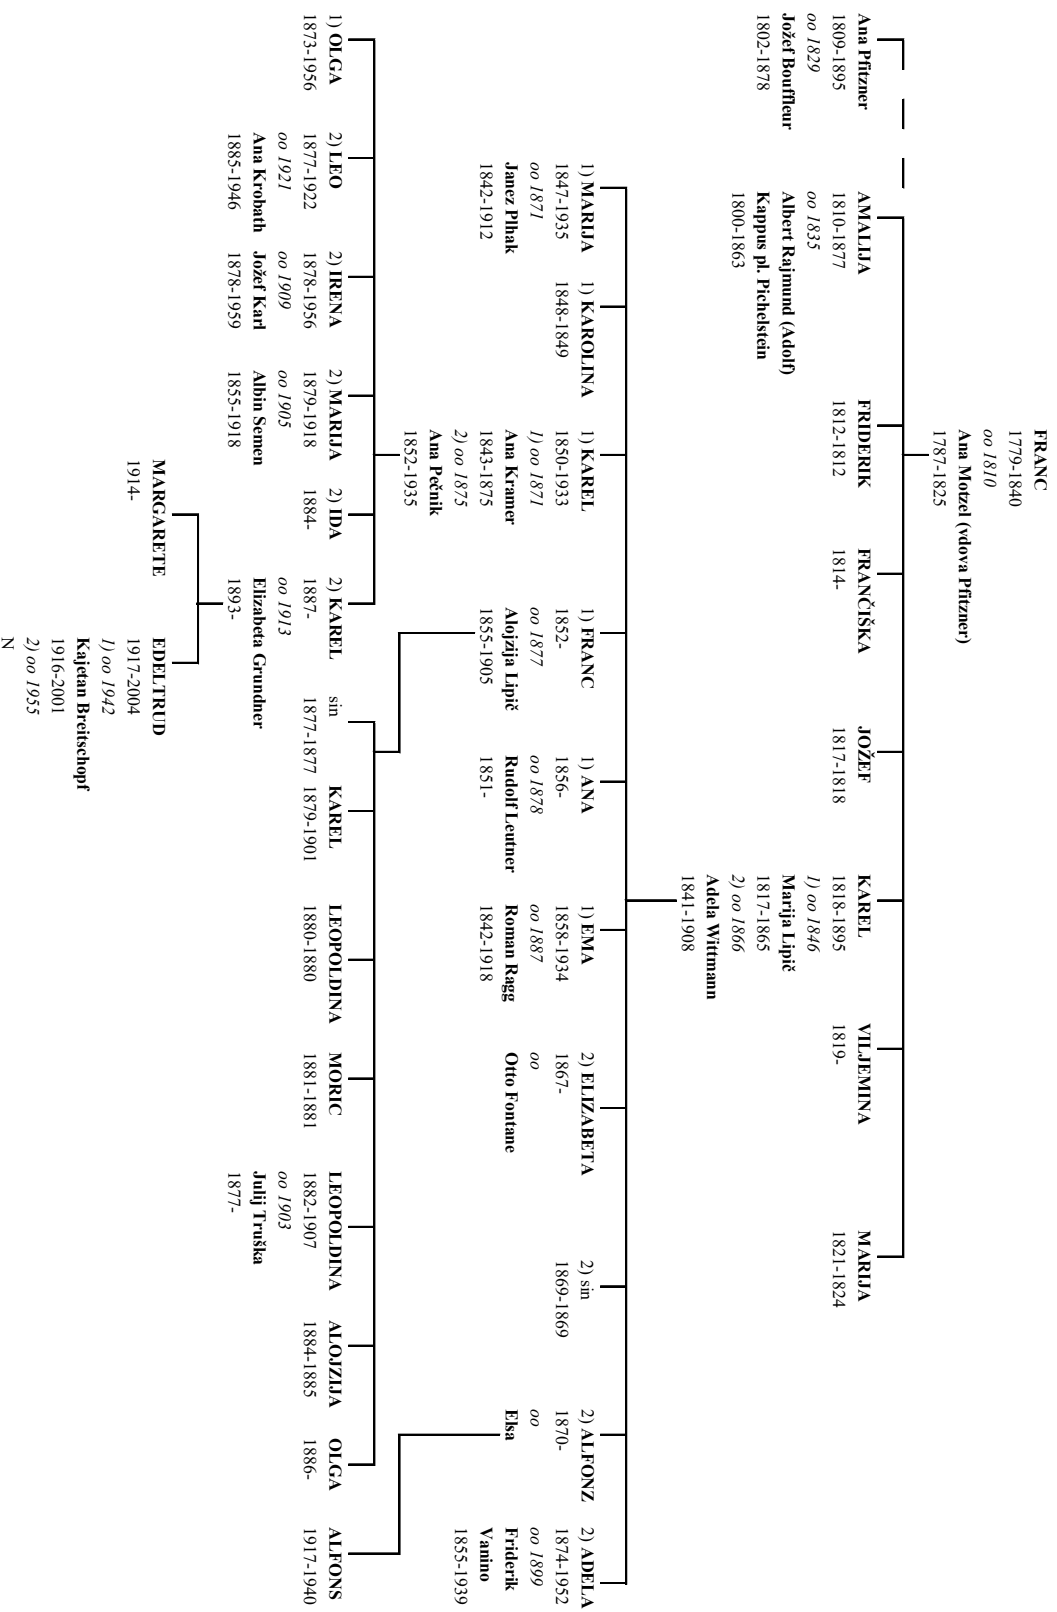 FRANC
1779-1840
oo 1810
Ana Motzel (vdova Pfitzner)
1787-1825
Ana Pfitzner
1809-1895
oo 1829
Jožef Bouffleur
1802-1878
AMALIJA
1810-1877
oo 1835
Albert Rajmund (Adolf)
Kappus pl. Pichelstein
1800-1863
FRIDERIK
1812-1812
FRANČIŠKA
1814-
JOŽEF
1817-1818
KAREL
1818-1895
1) oo 1846
Marija Lipič
1817-1865
2) oo 1866
Adela Wittmann
1841-1908
VILJEMINA
1819-
MARIJA
1821-1824
1) MARIJA
1847-1935
oo 1871
Janez Plhak
1842-1912
1) KAROLINA
1848-1849
1) KAREL
1850-1933
1) oo 1871
Ana Kramer
1843-1875
2) oo 1875
Ana Pečnik
1852-1935
1) FRANC
1852-
oo 1877
Alojzija Lipič
1855-1905
1) ANA
1856-
oo 1878
Rudolf Leutner
1851-
1) EMA
1858-1934
oo 1887
Roman Ragg
1842-1918
2) ELIZABETA
1867-
oo
Otto Fontane
2) sin
1869-1869
2) ALFONZ
1870-
oo
Elsa
2) ADELA
1874-1952
oo 1899
Friderik
Vanino
1855-1939
1) OLGA
1873-1956
2) LEO
1877-1922
oo 1921
Ana Krobath
1885-1946
2) IRENA
1878-1956
oo 1909
Jožef Karl
1878-1959
2) MARIJA
1879-1918
oo 1905
Albin Semen
1855-1918
2) IDA
1884-
2) KAREL
1887-
oo 1913
Elizabeta Grundner
1893-
sin
1877-1877
KAREL
1879-1901
LEOPOLDINA
1880-1880
MORIC
1881-1881
LEOPOLDINA
1882-1907
oo 1903
Julij Truška
1877-
ALOJZIJA
1884-1885
OLGA
1886-
ALFONS
1917-1940
MARGARETE
1914-
EDELTRUD
1917-2004
1) oo 1942
Kajetan Breitschopf
1916-2001
2) oo 1955
N